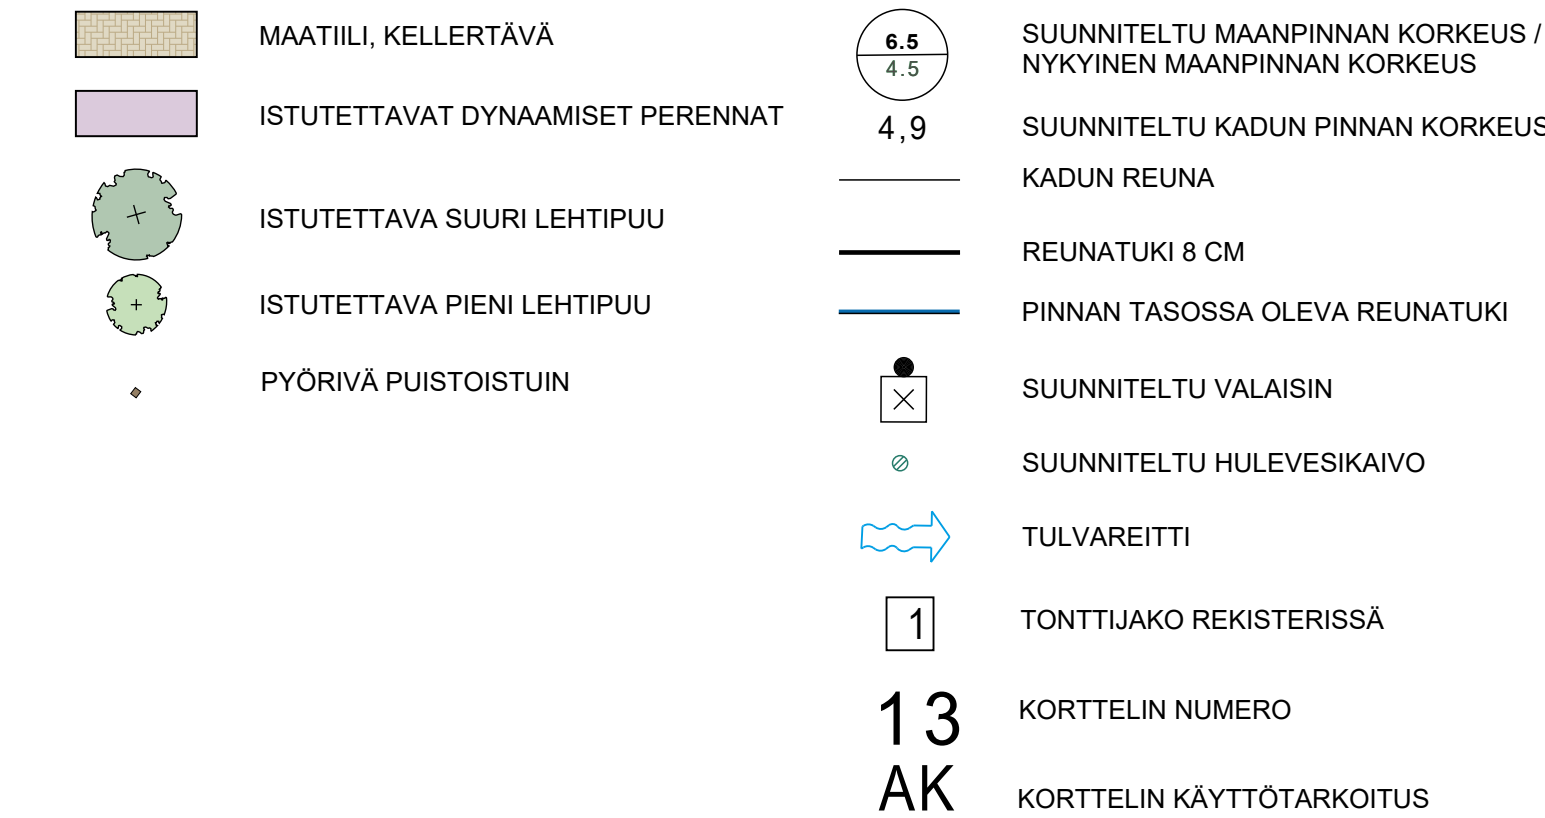 MAATIILI, KELLERTÄVÄ
ISTUTETTAVAT DYNAAMISET PERENNAT
ISTUTETTAVA SUURI LEHTIPUU
ISTUTETTAVA PIENI LEHTIPUU
PYÖRIVÄ PUISTOISTUIN
6.5
4.5
SUUNNITELTU MAANPINNAN KORKEUS /
NYKYINEN MAANPINNAN KORKEUS
4,9 SUUNNITELTU KADUN PINNAN KORKEUS
KADUN REUNA
REUNATUKI 8 CM
PINNAN TASOSSA OLEVA REUNATUKI
SUUNNITELTU VALAISIN
SUUNNITELTU HULEVESIKAIVO
TULVAREITTI
1 TONTTIJAKO REKISTERISSÄ
13 KORTTELIN NUMERO
AK KORTTELIN KÄYTTÖTARKOITUS